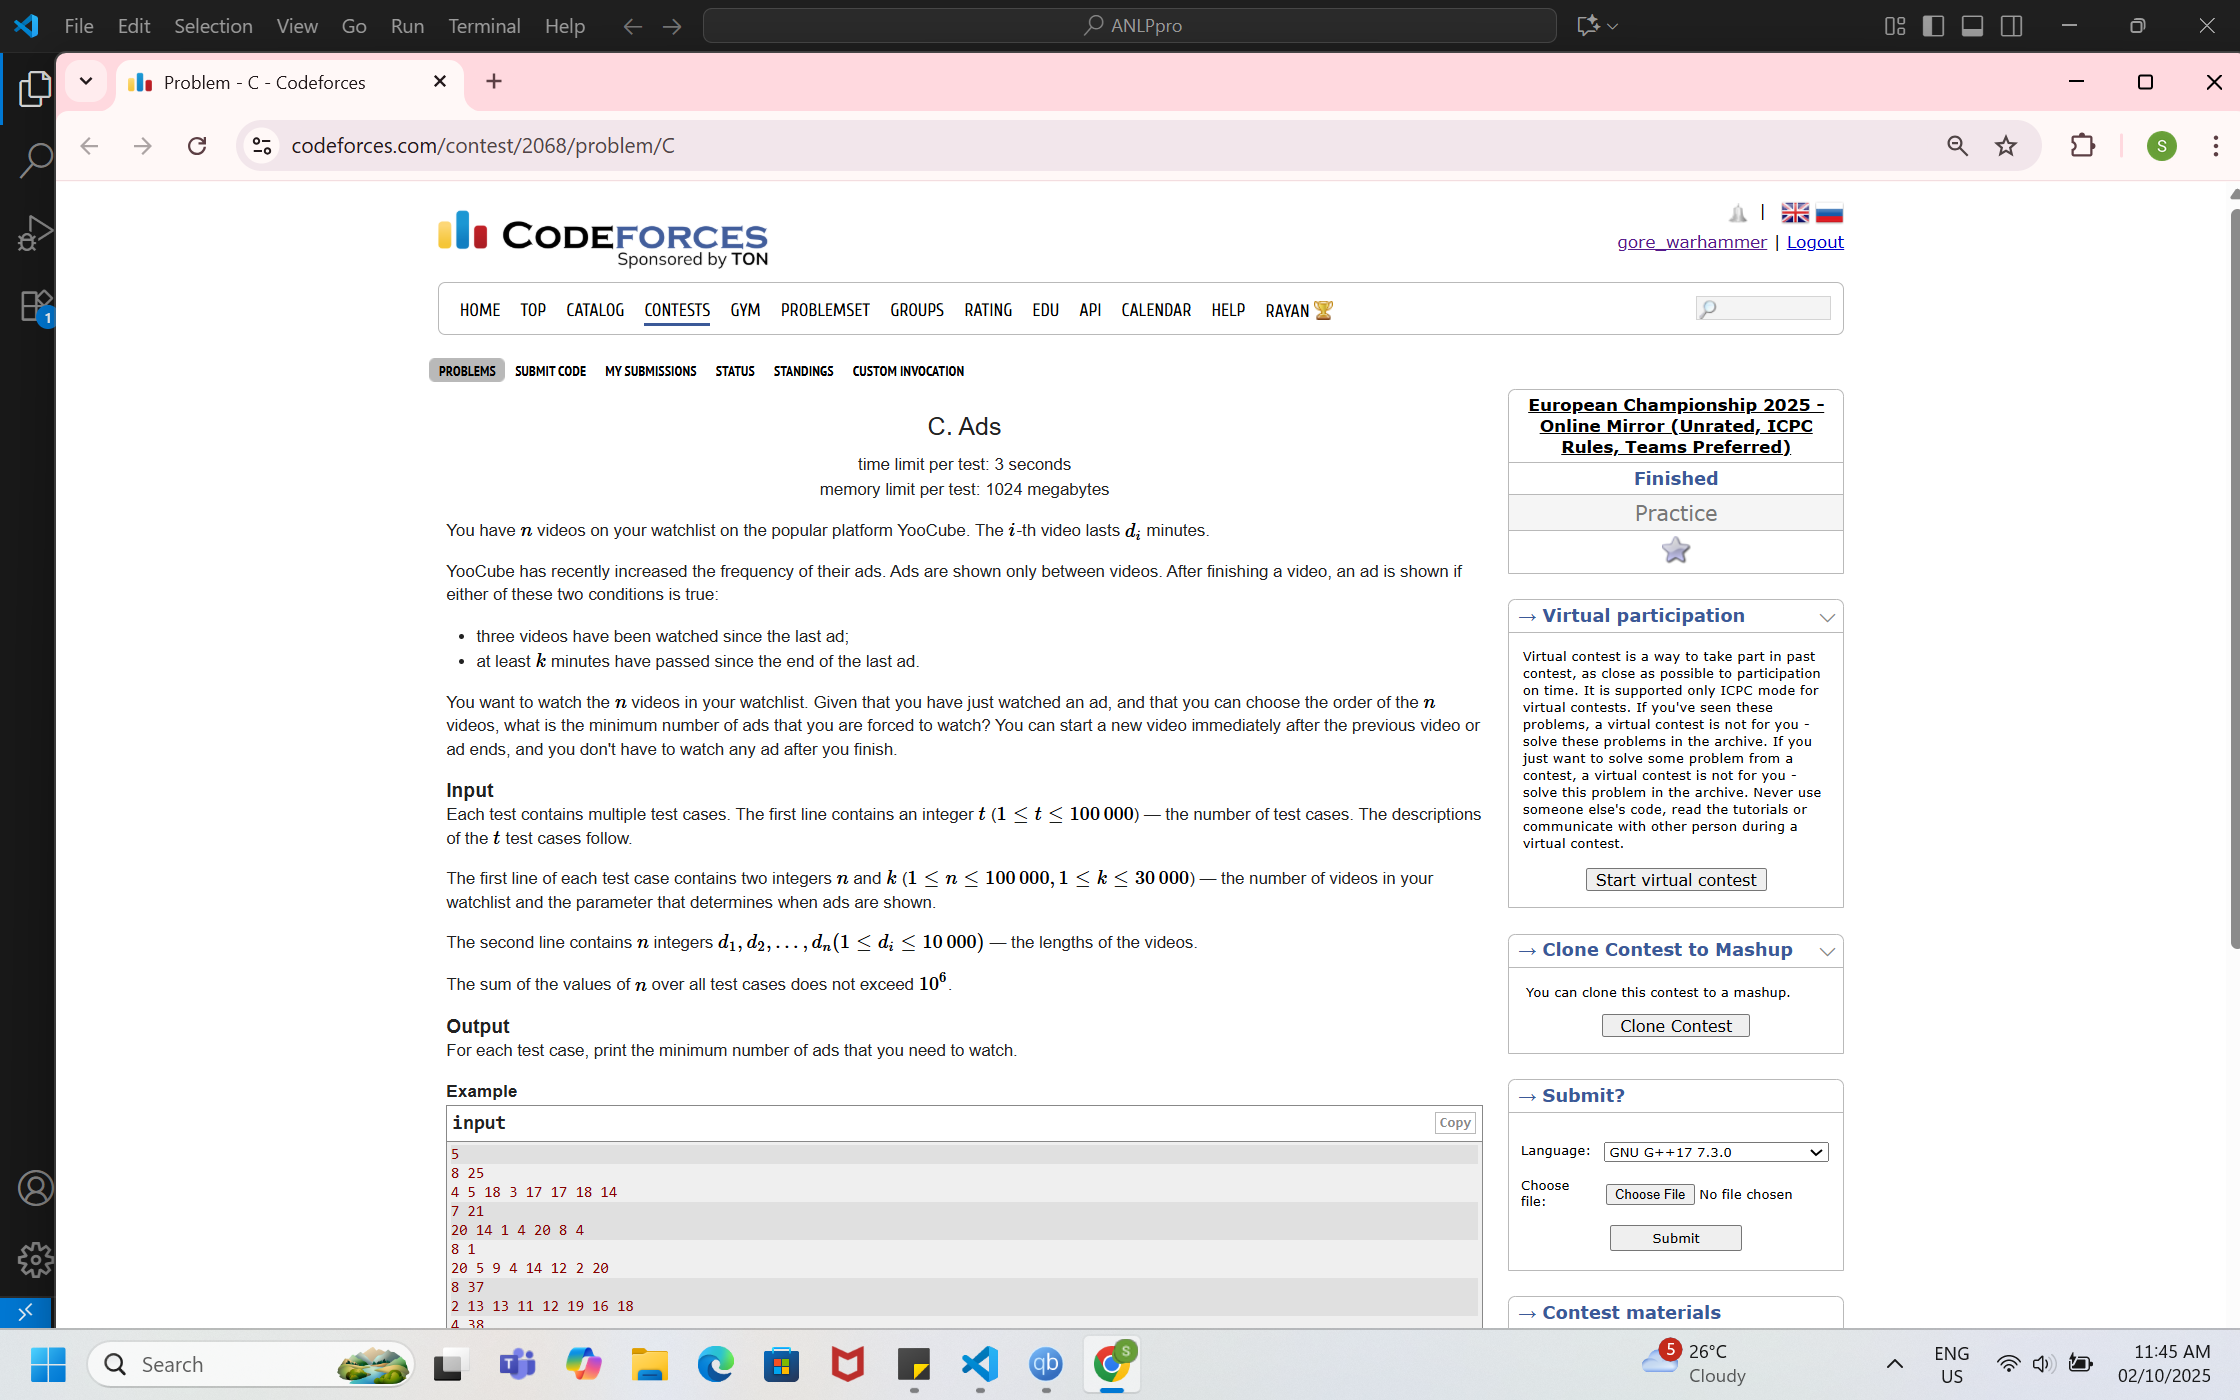 File Edit Selection View Go Run Terminal Help
ANLPpro
Problem - C - Codeforces
codeforces.com/contest/2068/problem/C
S
CODEFORCES
Sponsored by TON
gore_warhammer | Logout
HOME TOP CATALOG CONTESTS GYM PROBLEMSET GROUPS RATING EDU API CALENDAR HELP RAYAN
PROBLEMS SUBMIT CODE MY SUBMISSIONS STATUS STANDINGS CUSTOM INVOCATION
C. Ads
time limit per test: 3 seconds
memory limit per test: 1024 megabytes
You have n videos on your watchlist on the popular platform YooCube. The i-th video lasts d_i minutes.
YooCube has recently increased the frequency of their ads. Ads are shown only between videos. After finishing a video, an ad is shown if
either of these two conditions is true:
• three videos have been watched since the last ad;
• at least k minutes have passed since the end of the last ad.
You want to watch the n videos in your watchlist. Given that you have just watched an ad, and that you can choose the order of the n
videos, what is the minimum number of ads that you are forced to watch? You can start a new video immediately after the previous video or
ad ends, and you don't have to watch any ad after you finish.
Input
Each test contains multiple test cases. The first line contains an integer t (1 ≤ t ≤ 100 000) — the number of test cases. The descriptions
of the t test cases follow.
The first line of each test case contains two integers n and k (1 ≤ n ≤ 100 000, 1 ≤ k ≤ 30 000) — the number of videos in your
watchlist and the parameter that determines when ads are shown.
The second line contains n integers d_1, d_2, . . . , d_n (1 ≤ d_i ≤ 10 000) — the lengths of the videos.
The sum of the values of n over all test cases does not exceed 10^6.
Output
For each test case, print the minimum number of ads that you need to watch.
Example
input
Copy
5
8 25
4 5 18 3 17 17 18 14
7 21
20 14 1 4 20 8 4
8 1
20 5 9 4 14 12 2 20
8 37
2 13 13 11 12 19 16 18
4 38
European Championship 2025 -
Online Mirror (Unrated, ICPC
Rules, Teams Preferred)
Finished
Practice
→ Virtual participation
Virtual contest is a way to take part in past
contest, as close as possible to participation
on time. It is supported only ICPC mode for
virtual contests. If you've seen these
problems, a virtual contest is not for you -
solve these problems in the archive. If you
just want to solve some problem from a
contest, a virtual contest is not for you -
solve this problem in the archive. Never use
someone else's code, read the tutorials or
communicate with other person during a
virtual contest.
Start virtual contest
→ Clone Contest to Mashup
You can clone this contest to a mashup.
Clone Contest
→ Submit?
Language: GNU G++17 7.3.0
Choose
file:
Choose File No file chosen
Submit
→ Contest materials
1
Search
T
qb
S
5
26°C
Cloudy
ENG
US
11:45 AM
02/10/2025